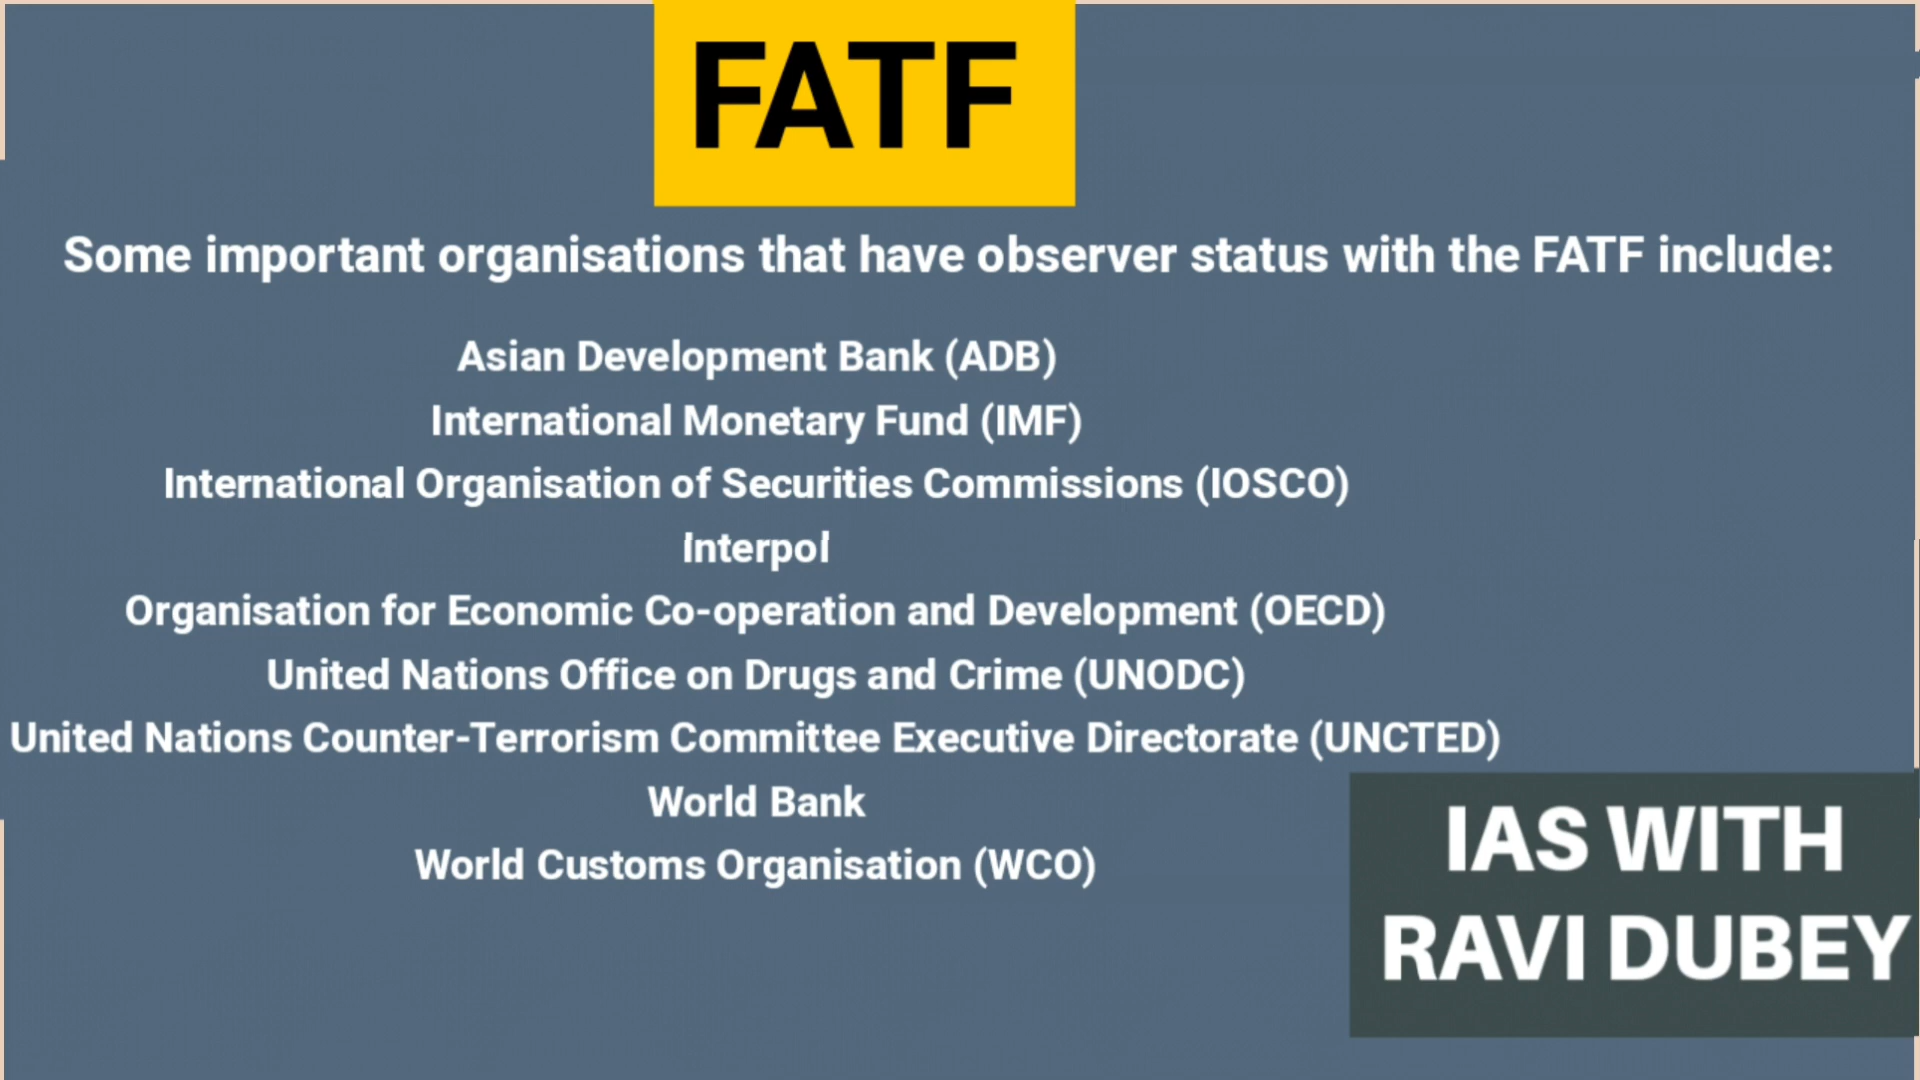 FATF
Some important organisations that have observer status with the FATF include:
Asian Development Bank (ADB)
International Monetary Fund (IMF)
International Organisation of Securities Commissions (IOSCO)
Interpol
Organisation for Economic Co-operation and Development (OECD)
United Nations Office on Drugs and Crime (UNODC)
United Nations Counter-Terrorism Committee Executive Directorate (UNCTED)
World Bank
World Customs Organisation (WCO)
IAS WITH
RAVI DUBEY